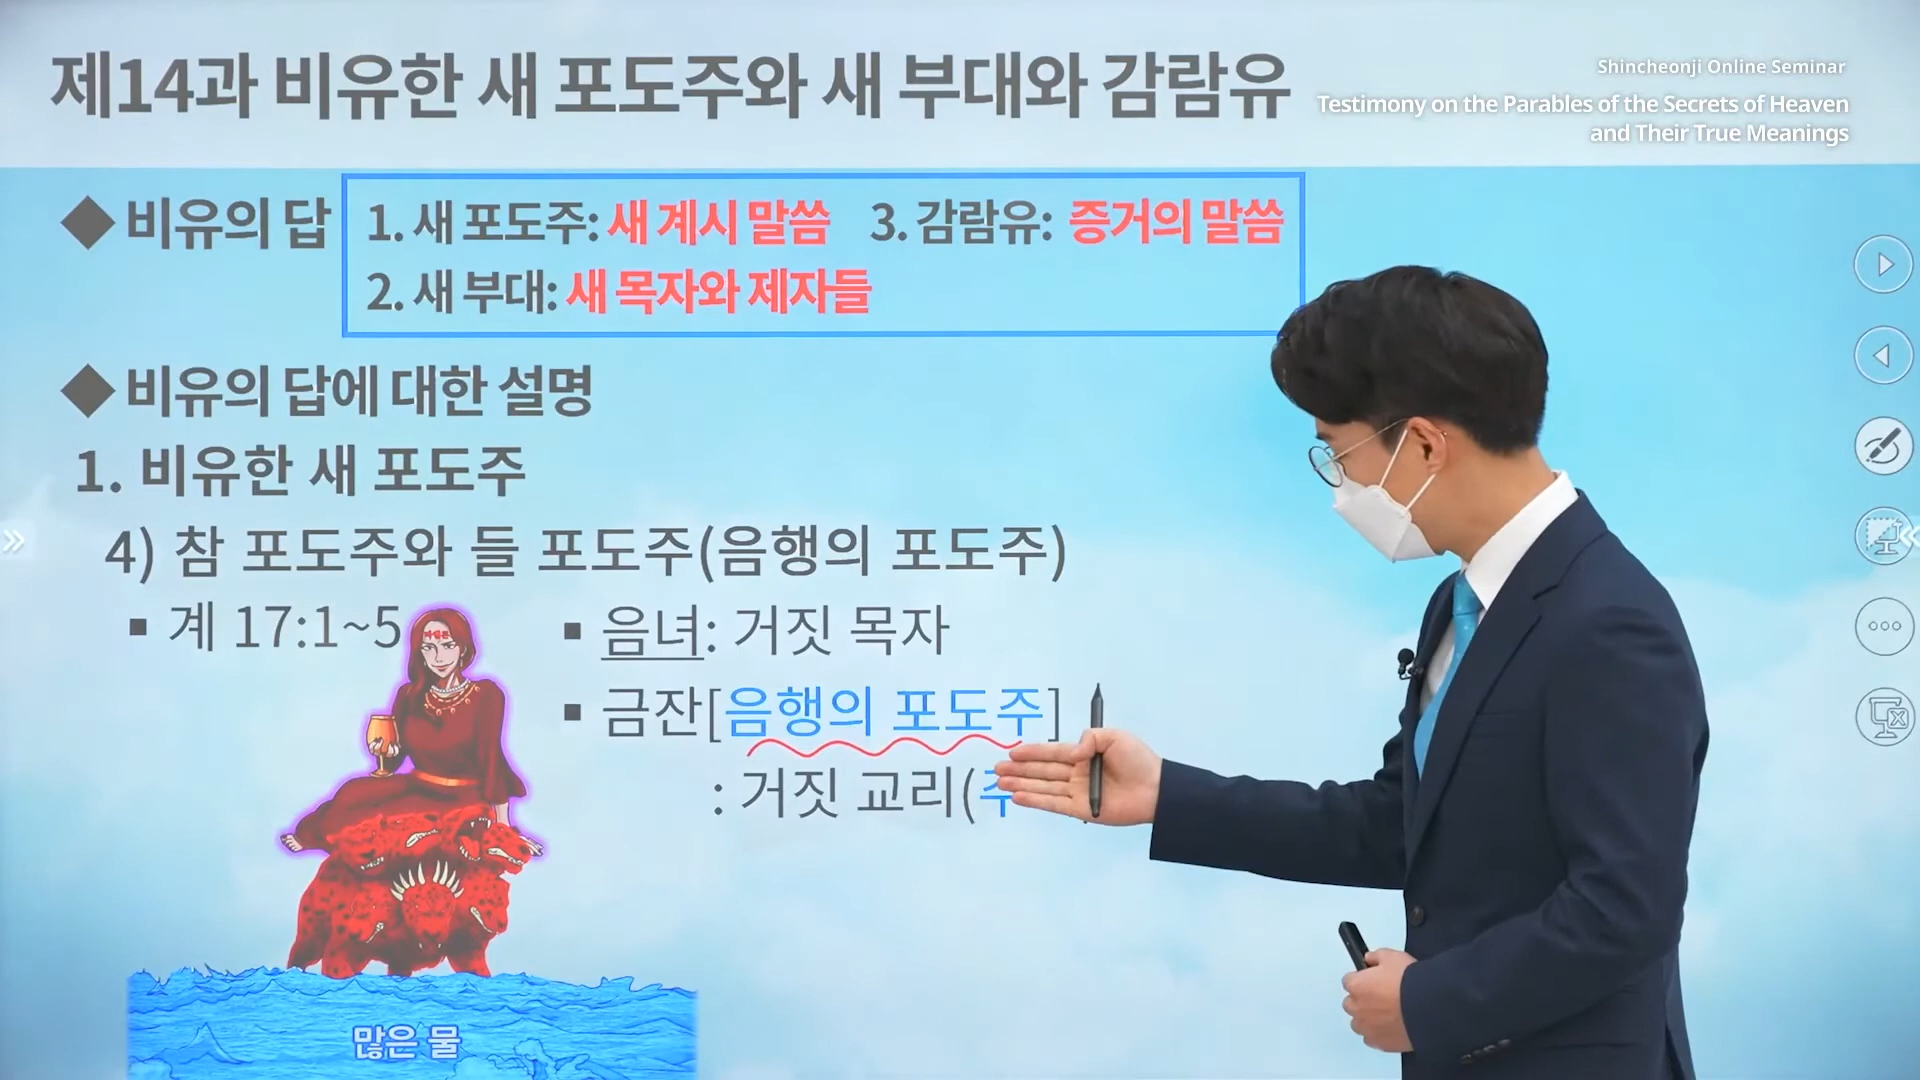 제14과 비유한 새 포도주와 새 부대와 감람유
Shincheonji Online Seminar
Testimony on the Parables of the Secrets of Heaven
and Their True Meanings
◆ 비유의 답
1. 새 포도주: 새 계시 말씀 3. 감람유: 증거의 말씀
2. 새 부대: 새 목자와 제자들
◆ 비유의 답에 대한 설명
1. 비유한 새 포도주
4) 참 포도주와 들 포도주(음행의 포도주)
▪ 계 17:1~5
▪ 음녀: 거짓 목자
▪ 금잔[음행의 포도주]
: 거짓 교리(
많은 물